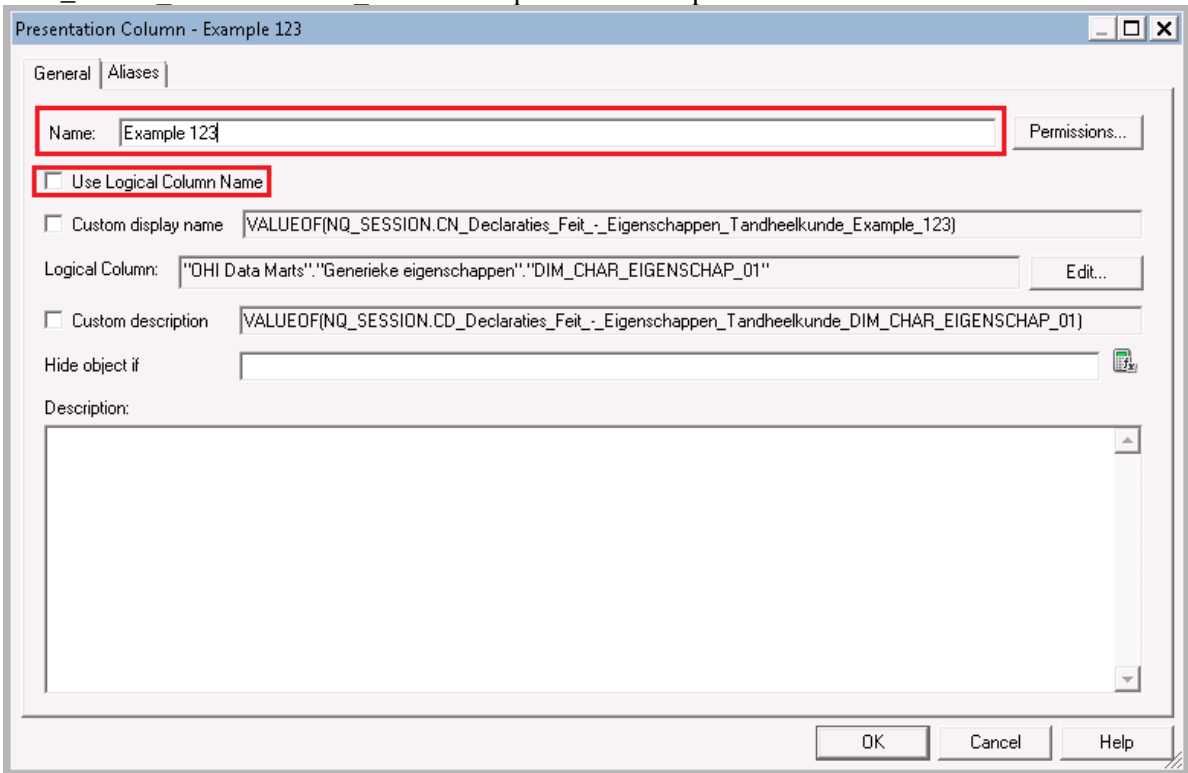 Presentation Column - Example 123
General Aliases
Name: Example 123 Permissions...
Use Logical Column Name
Custom display name VALUEOF(NQ_SESSION.CN_Declaraties_Feit_-_Eigenschappen_Tandheelkunde_Example_123)
Logical Column: "OHI Data Marts"."Generieke eigenschappen"."DIM_CHAR_EIGENSCHAP_01" Edit...
Custom description VALUEOF(NQ_SESSION.CD_Declaraties_Feit_-_Eigenschappen_Tandheelkunde_DIM_CHAR_EIGENSCHAP_01)
Hide object if
Description:
OK Cancel Help